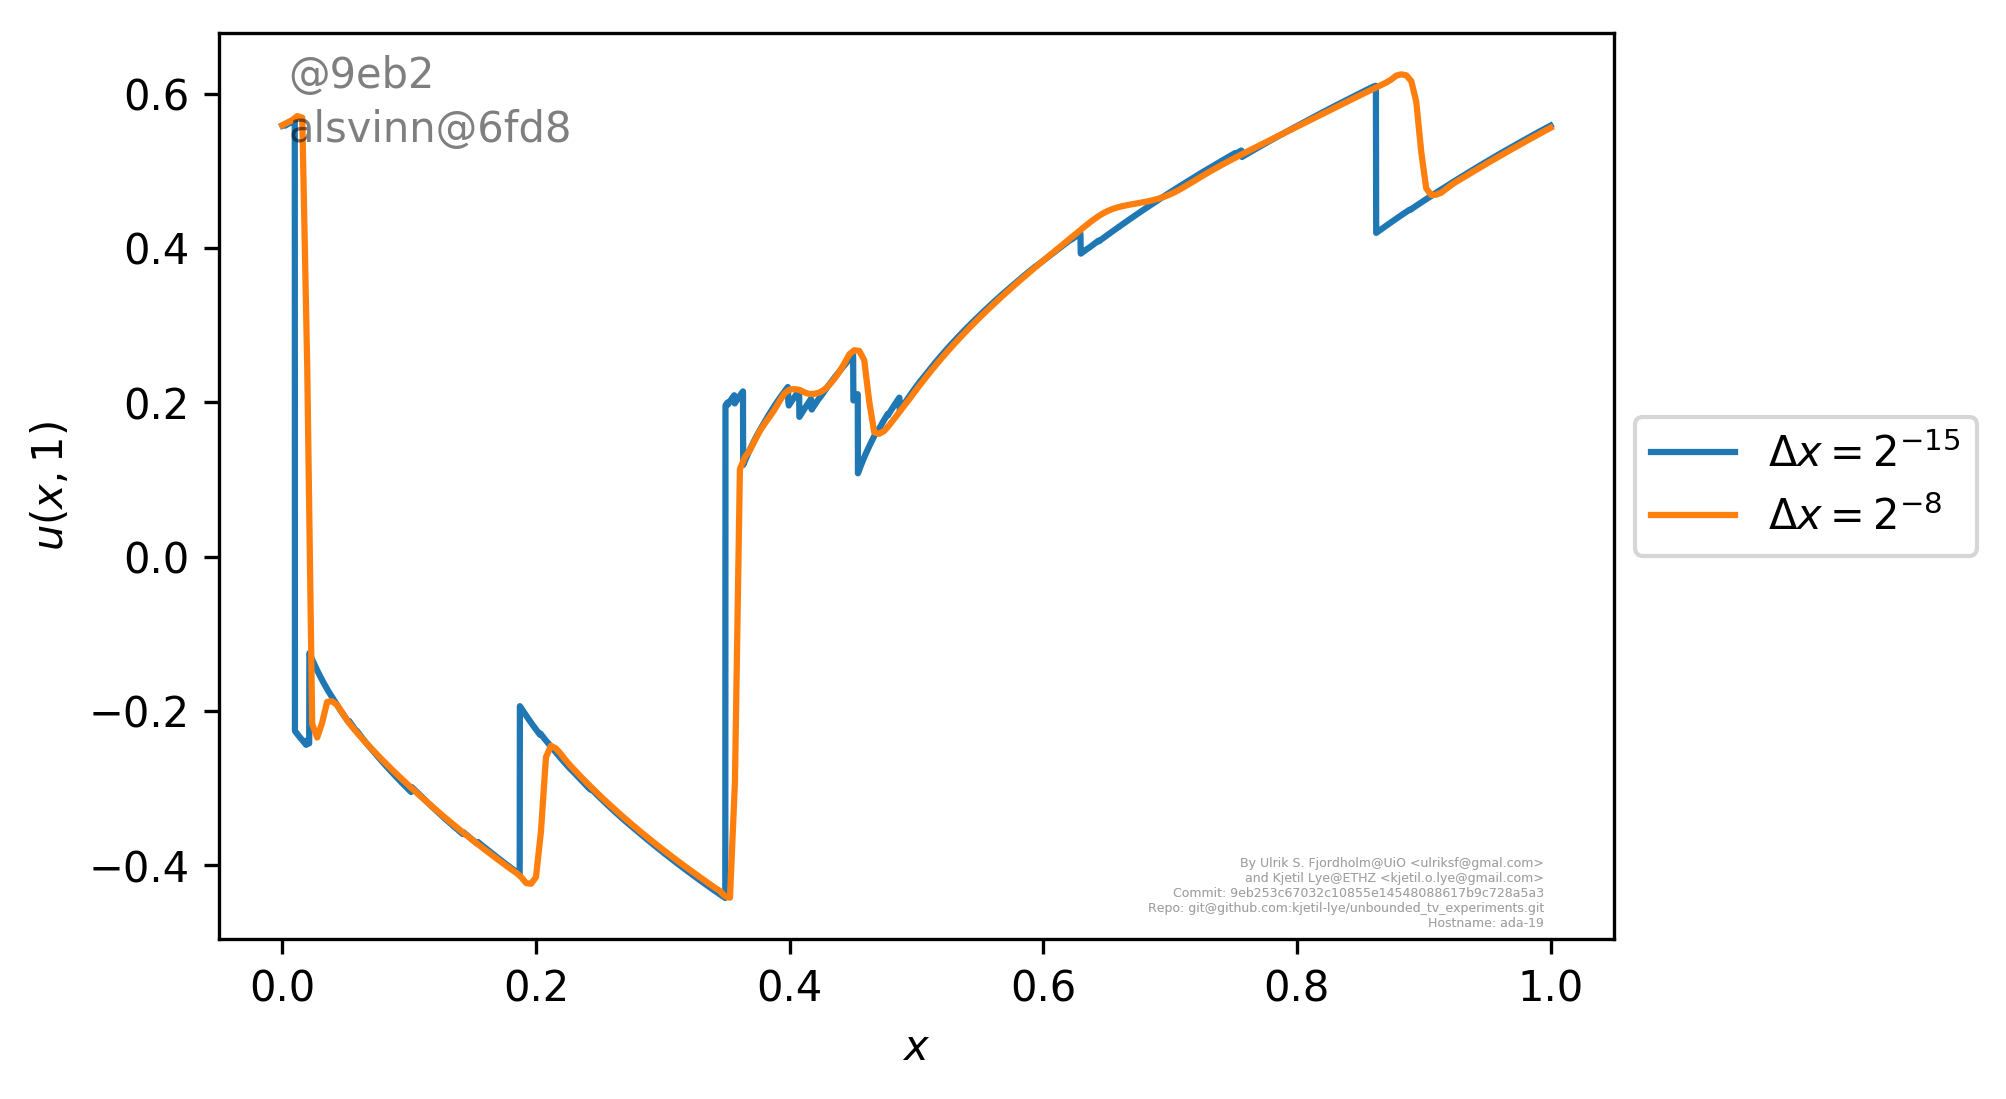 @9eb2
alsvinn@6fd8
0.6
0.4
0.2
0.0
−0.2
−0.4
u(x, 1)
0.0 0.2 0.4 0.6 0.8 1.0
x
Δx = 2⁻¹⁵
Δx = 2⁻⁸
By Ulrik S. Fjordholm@UiO <ulriksf@gmal.com>
and Kjetil Lye@ETHZ <kjetil.o.lye@gmail.com>
Commit: 9eb253c67032c10855e14548088617b9c728a5a3
Repo: git@github.com:kjetil-lye/unbounded_tv_experiments.git
Hostname: ada-19